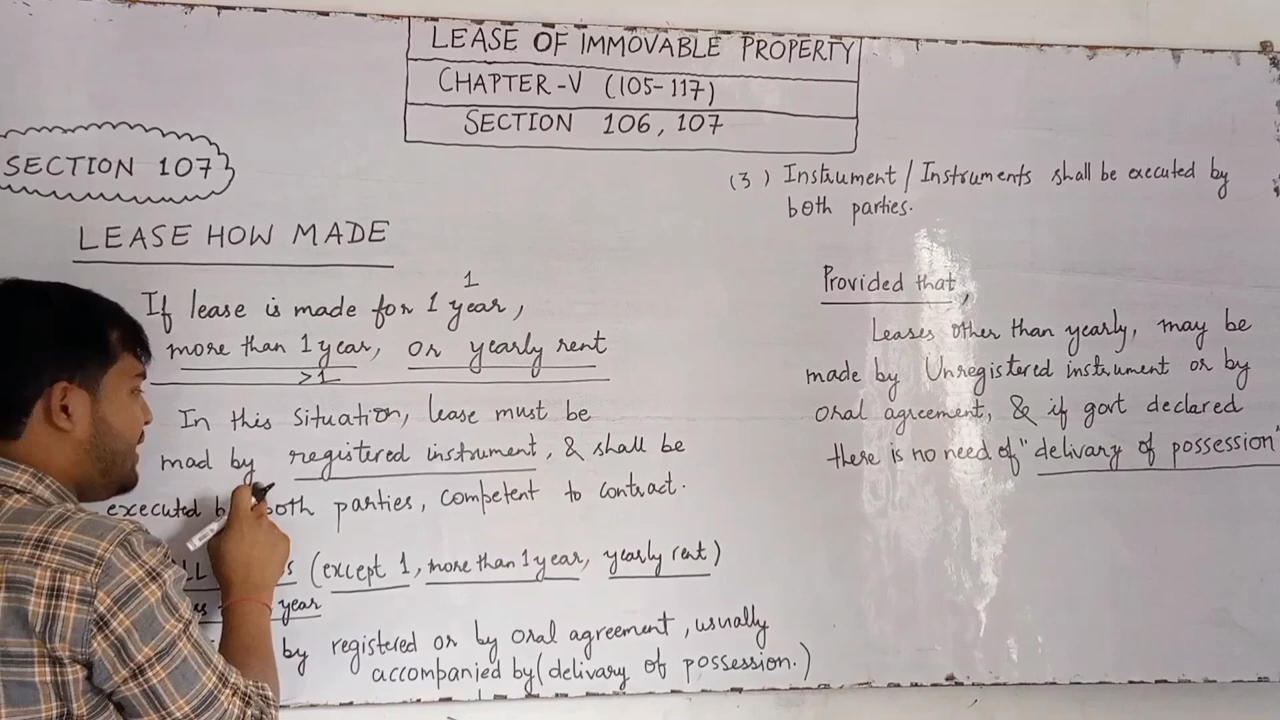 LEASE OF IMMOVABLE PROPERTY
CHAPTER-V (105-117)
SECTION 106, 107
SECTION 107
LEASE HOW MADE
1
If lease is made for 1 year,
more than 1 year, or yearly rent
>1
In this situation, lease must be
mad by registered instrument, & shall be
executed both parties, competent to contract.
(except 1, more than 1 year, yearly rent)
year
by registered or by oral agreement, usually
accompanied by (delivary of possession.)
(3) Instrument/Instruments shall be executed by
both parties.
Provided that,
Leases other than yearly, may be
made by Unregistered instrument or by
oral agreement, & if govt declared
there is no need of "delivary of possession"